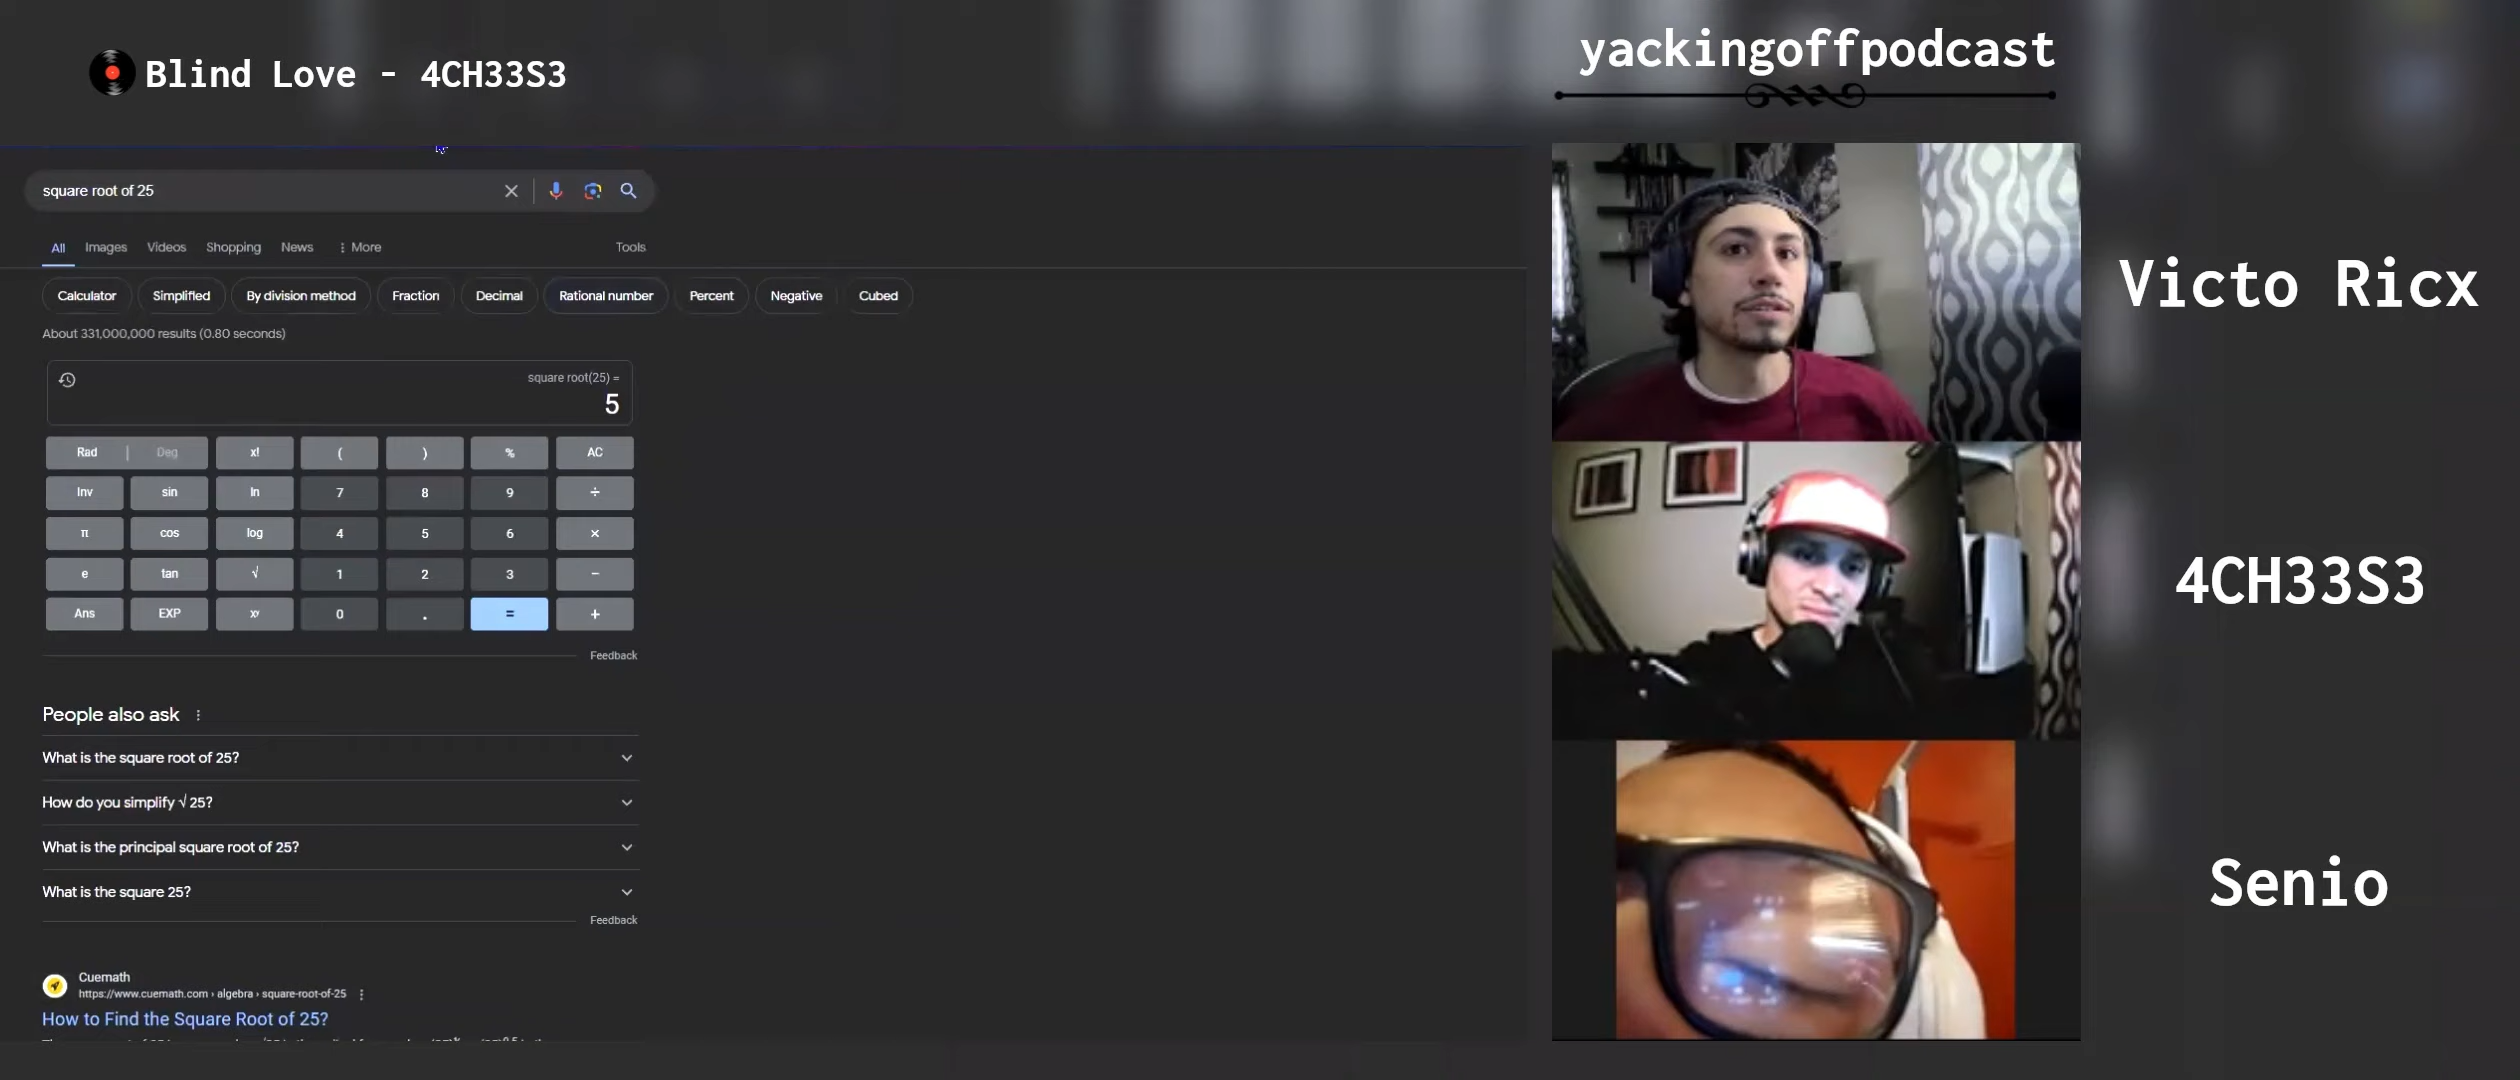 Blind Love - 4CH33S3
yackingoffpodcast
square root of 25
All Images Videos Shopping News More Tools
Calculator Simplified By division method Fraction Decimal Rational number Percent Negative Cubed
About 331,000,000 results (0.80 seconds)
square root(25) =
5
Rad | Deg x! ( ) % AC
Inv sin ln 7 8 9 ÷
π cos log 4 5 6 ×
e tan √ 1 2 3 −
Ans EXP xʸ 0 . = +
Feedback
People also ask
What is the square root of 25?
How do you simplify √ 25?
What is the principal square root of 25?
What is the square 25?
Feedback
Cuemath
https://www.cuemath.com › algebra › square-root-of-25
How to Find the Square Root of 25?
Victo Ricx
4CH33S3
Senio